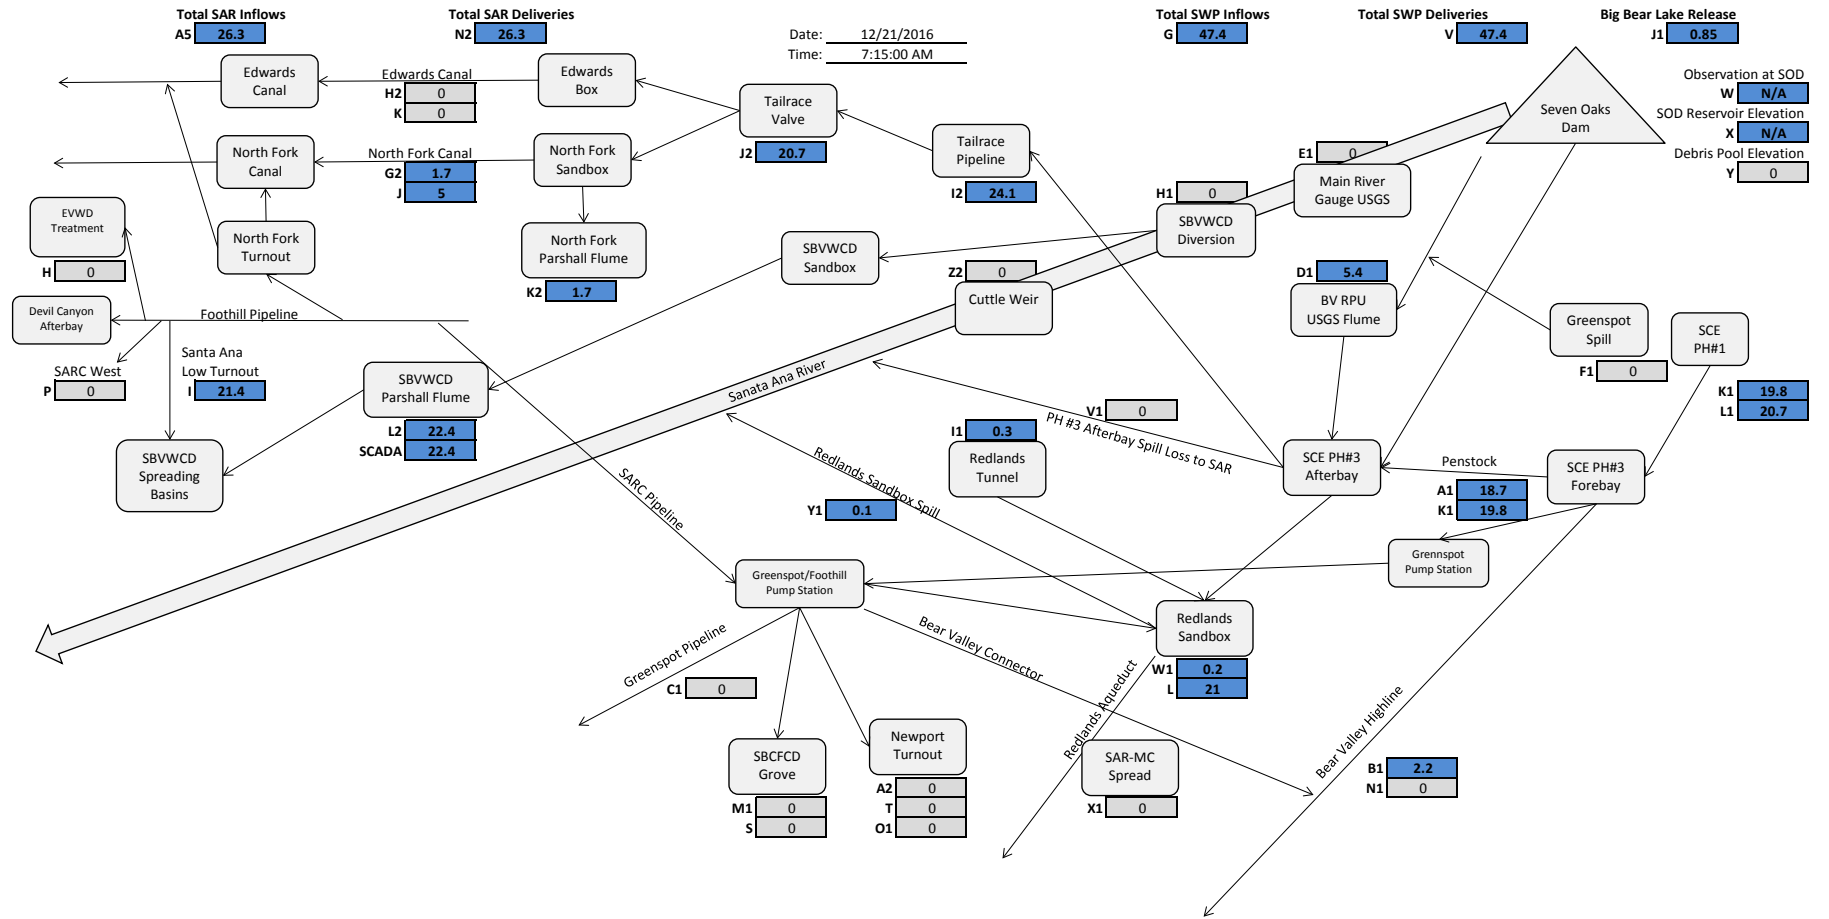 Total SAR Inflows
A5 26.3
Total SAR Deliveries
N2 26.3
Date: 12/21/2016
Time: 7:15:00 AM
Total SWP Inflows
G 47.4
Total SWP Deliveries
V 47.4
Big Bear Lake Release
J1 0.85
Edwards
Canal
Edwards Canal
H2 0
K 0
Edwards
Box
Tailrace
Valve
J2 20.7
Tailrace
Pipeline
I2 24.1
Seven Oaks
Dam
Observation at SOD
W N/A
SOD Reservoir Elevation
X N/A
Debris Pool Elevation
Y 0
North Fork
Canal
North Fork Canal
G2 1.7
J 5
North Fork
Sandbox
E1 0
Main River
Gauge USGS
H1 0
SBVWCD
Diversion
EVWD
Treatment
H 0
North Fork
Turnout
North Fork
Parshall Flume
K2 1.7
SBVWCD
Sandbox
Z2 0
Cuttle Weir
D1 5.4
BV RPU
USGS Flume
Greenspot
Spill
F1 0
SCE
PH#1
K1 19.8
L1 20.7
Devil Canyon
Afterbay
Foothill Pipeline
SARC West
P 0
Santa Ana
Low Turnout
I 21.4
SBVWCD
Parshall Flume
L2 22.4
SCADA 22.4
Sanata Ana River
V1 0
PH #3 Afterbay Spill Loss to SAR
I1 0.3
Redlands
Tunnel
SCE PH#3
Afterbay
Penstock
A1 18.7
K1 19.8
SCE PH#3
Forebay
SBVWCD
Spreading
Basins
SARC Pipeline
Redlands Sandbox Spill
Y1 0.1
Grennspot
Pump Station
Greenspot/Foothill
Pump Station
Redlands
Sandbox
W1 0.2
L 21
Greenspot Pipeline
C1 0
Bear Valley Connector
Redlands Aqueduct
Bear Valley Highline
SBCFCD
Grove
M1 0
S 0
Newport
Turnout
A2 0
T 0
O1 0
SAR-MC
Spread
X1 0
B1 2.2
N1 0